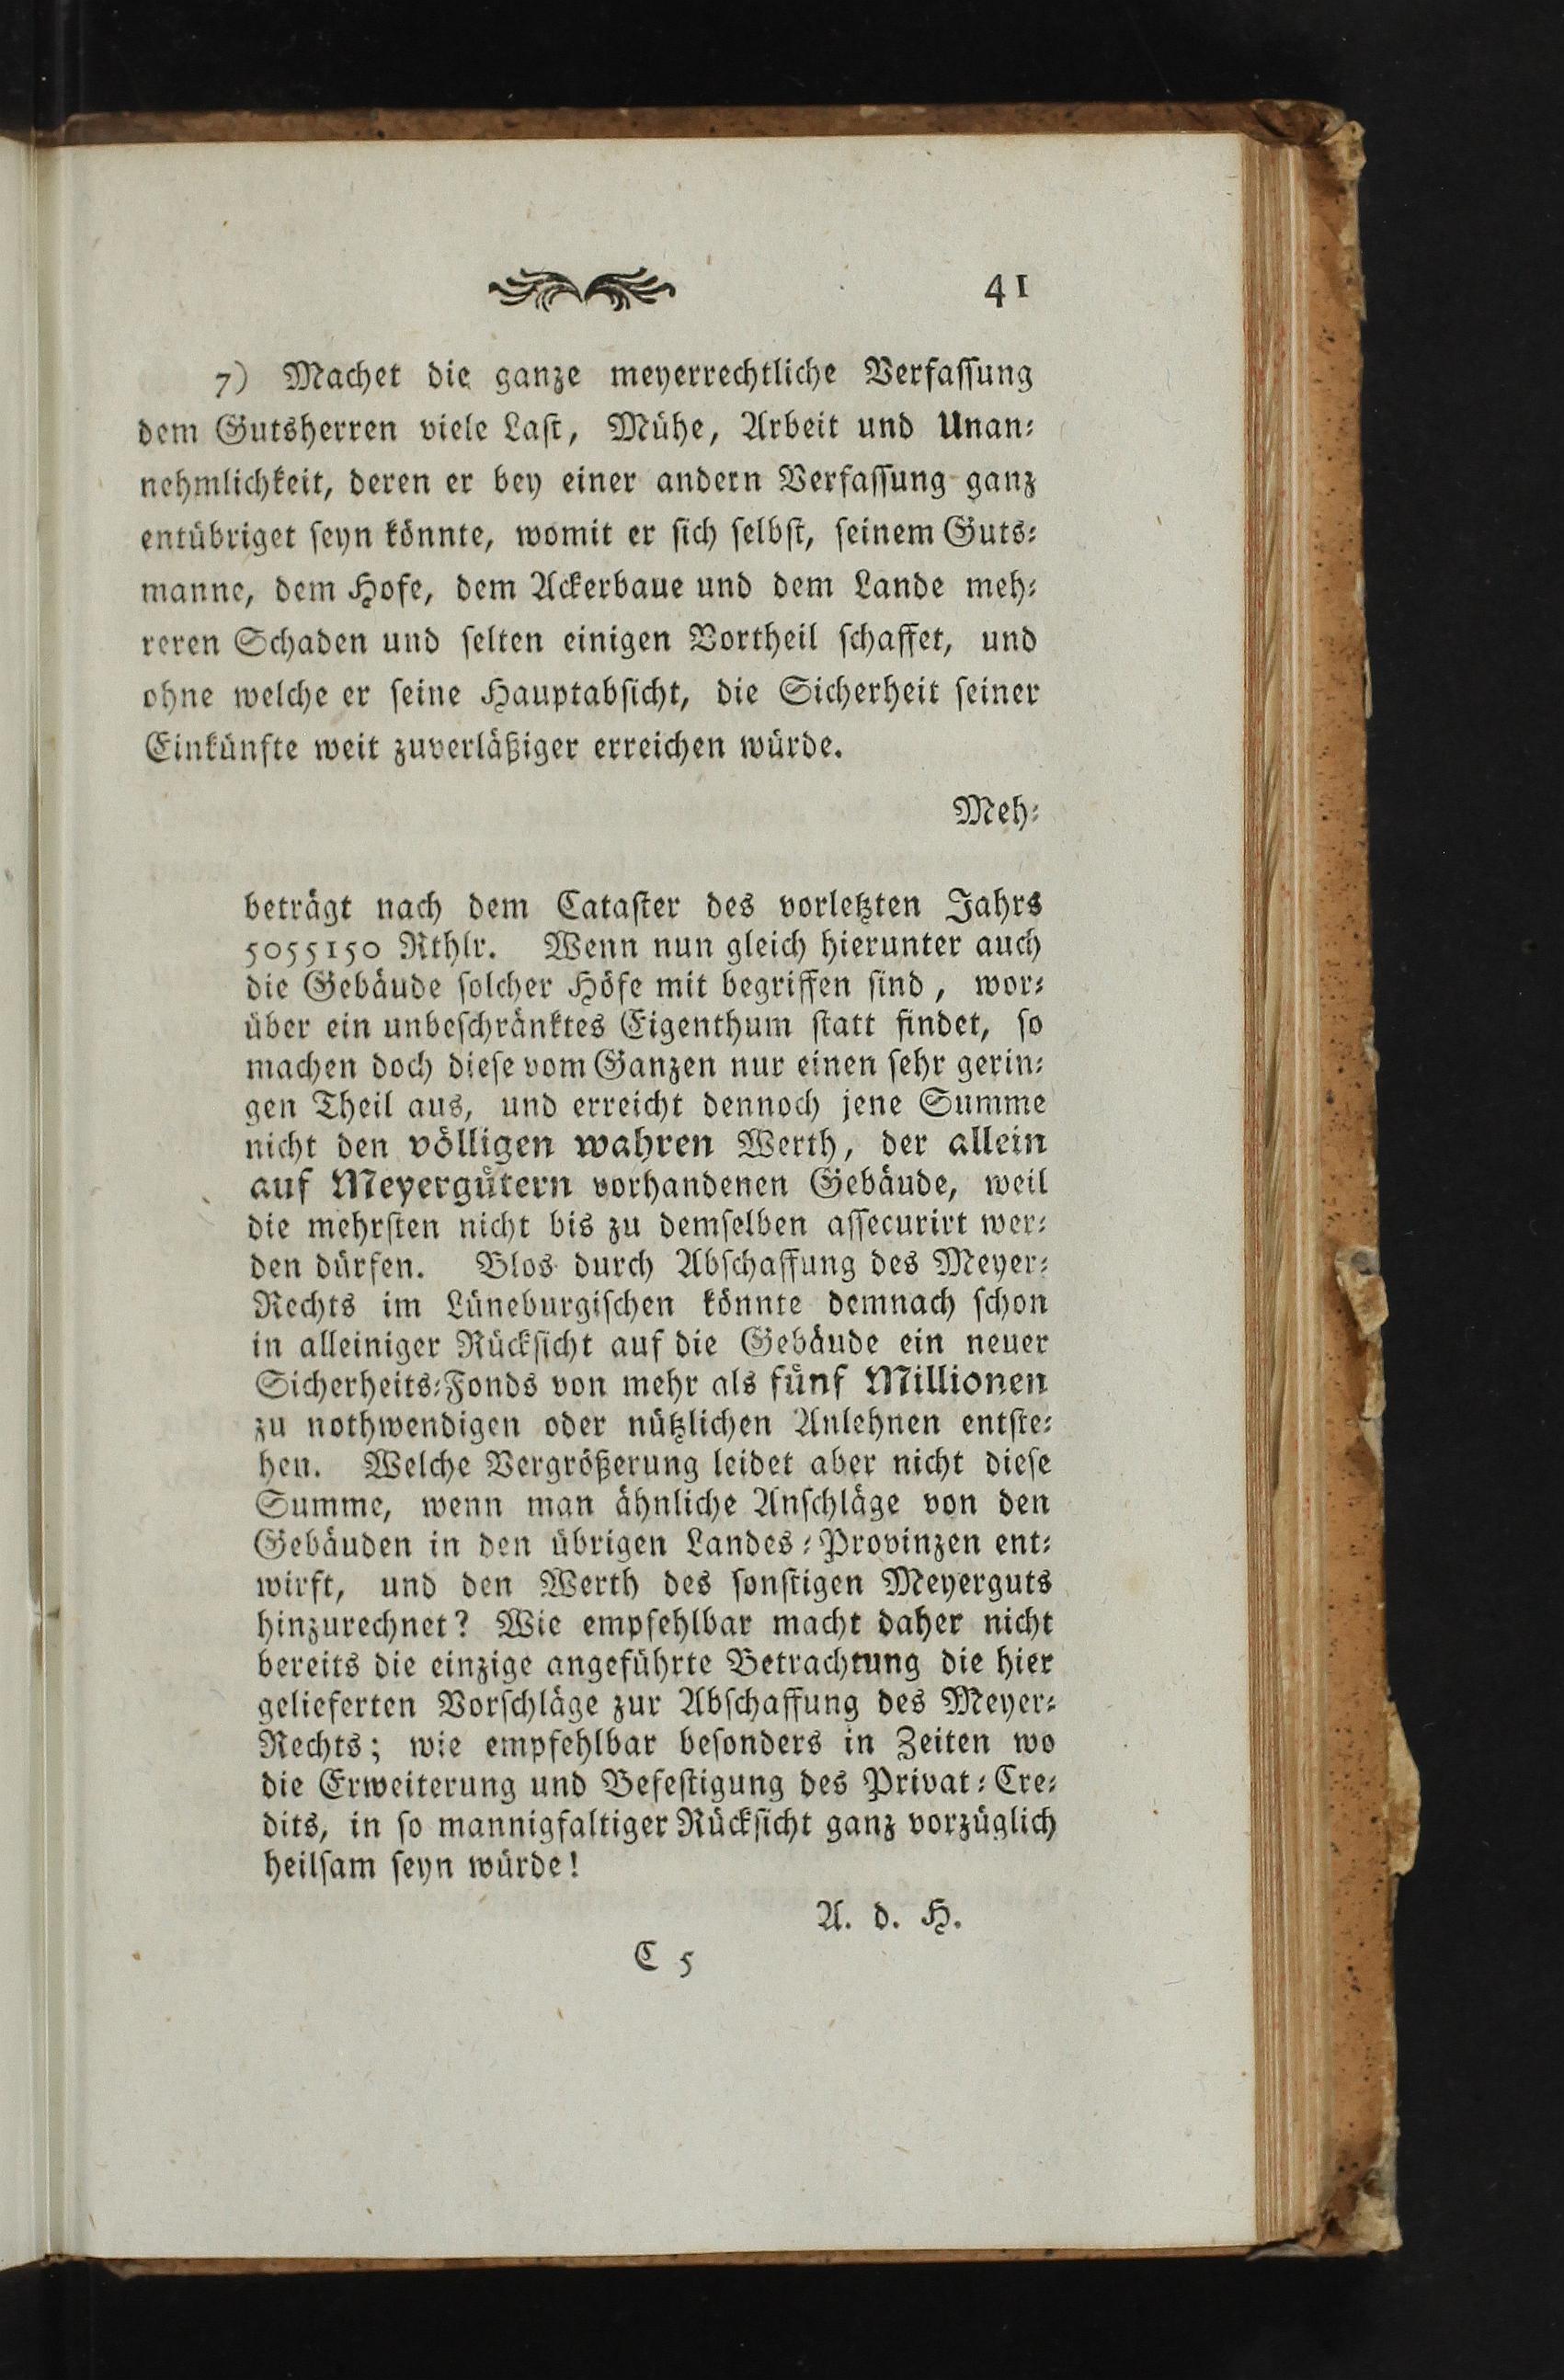 41
7) Machet die ganze meyerrechtliche Verfassung
dem Gutsherren viele Last, Mühe, Arbeit und Unan-
nehmlichkeit, deren er bey einer andern Verfassung ganz
entübriget seyn könnte, womit er sich selbst, seinem Guts-
manne, dem Hofe, dem Ackerbaue und dem Lande meh-
reren Schaden und selten einigen Vortheil schaffet, und
ohne welche er seine Hauptabsicht, die Sicherheit seiner
Einkünfte weit zuverläßiger erreichen würde.
Meh-
beträgt nach dem Cataster des vorletzten Jahrs
5055150 Rthlr. Wenn nun gleich hierunter auch
die Gebäude solcher Höfe mit begriffen sind, wor-
über ein unbeschränktes Eigenthum statt findet, so
machen doch diese vom Ganzen nur einen sehr gerin-
gen Theil aus, und erreicht dennoch jene Summe
nicht den völligen wahren Werth, der allein
auf Meyergütern vorhandenen Gebäude, weil
die mehrsten nicht bis zu demselben assecurirt wer-
den dürfen. Blos durch Abschaffung des Meyer-
Rechts im Lüneburgischen könnte demnach schon
in alleiniger Rücksicht auf die Gebäude ein neuer
Sicherheits-Fonds von mehr als fünf Millionen
zu nothwendigen oder nützlichen Anlehnen entste-
hen. Welche Vergrößerung leidet aber nicht diese
Summe, wenn man ähnliche Anschläge von den
Gebäuden in den übrigen Landes-Provinzen ent-
wirft, und den Werth des sonstigen Meyerguts
hinzurechnet? Wie empfehlbar macht daher nicht
bereits die einzige angeführte Betrachtung die hier
gelieferten Vorschläge zur Abschaffung des Meyer-
Rechts; wie empfehlbar besonders in Zeiten wo
die Erweiterung und Befestigung des Privat-Cre-
dits, in so mannigfaltiger Rücksicht ganz vorzüglich
heilsam seyn würde!
A. d. H.
C 5